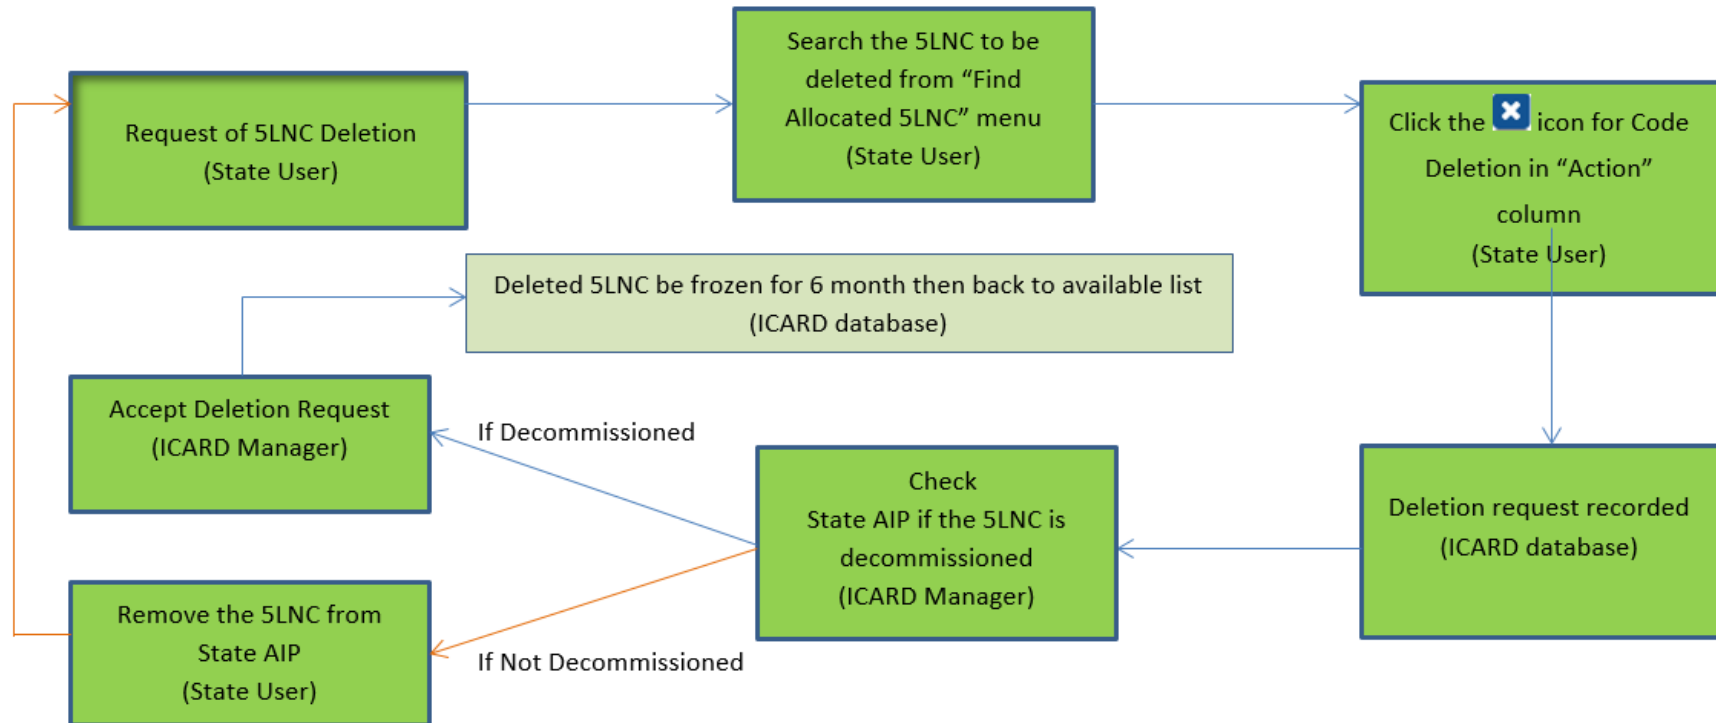 Request of 5LNC Deletion
(State User)
Search the 5LNC to be
deleted from “Find
Allocated 5LNC” menu
(State User)
Click the icon for Code
Deletion in “Action”
column
(State User)
Deletion request recorded
(ICARD database)
Check
State AIP if the 5LNC is
decommissioned
(ICARD Manager)
If Decommissioned
Accept Deletion Request
(ICARD Manager)
Deleted 5LNC be frozen for 6 month then back to available list
(ICARD database)
If Not Decommissioned
Remove the 5LNC from
State AIP
(State User)